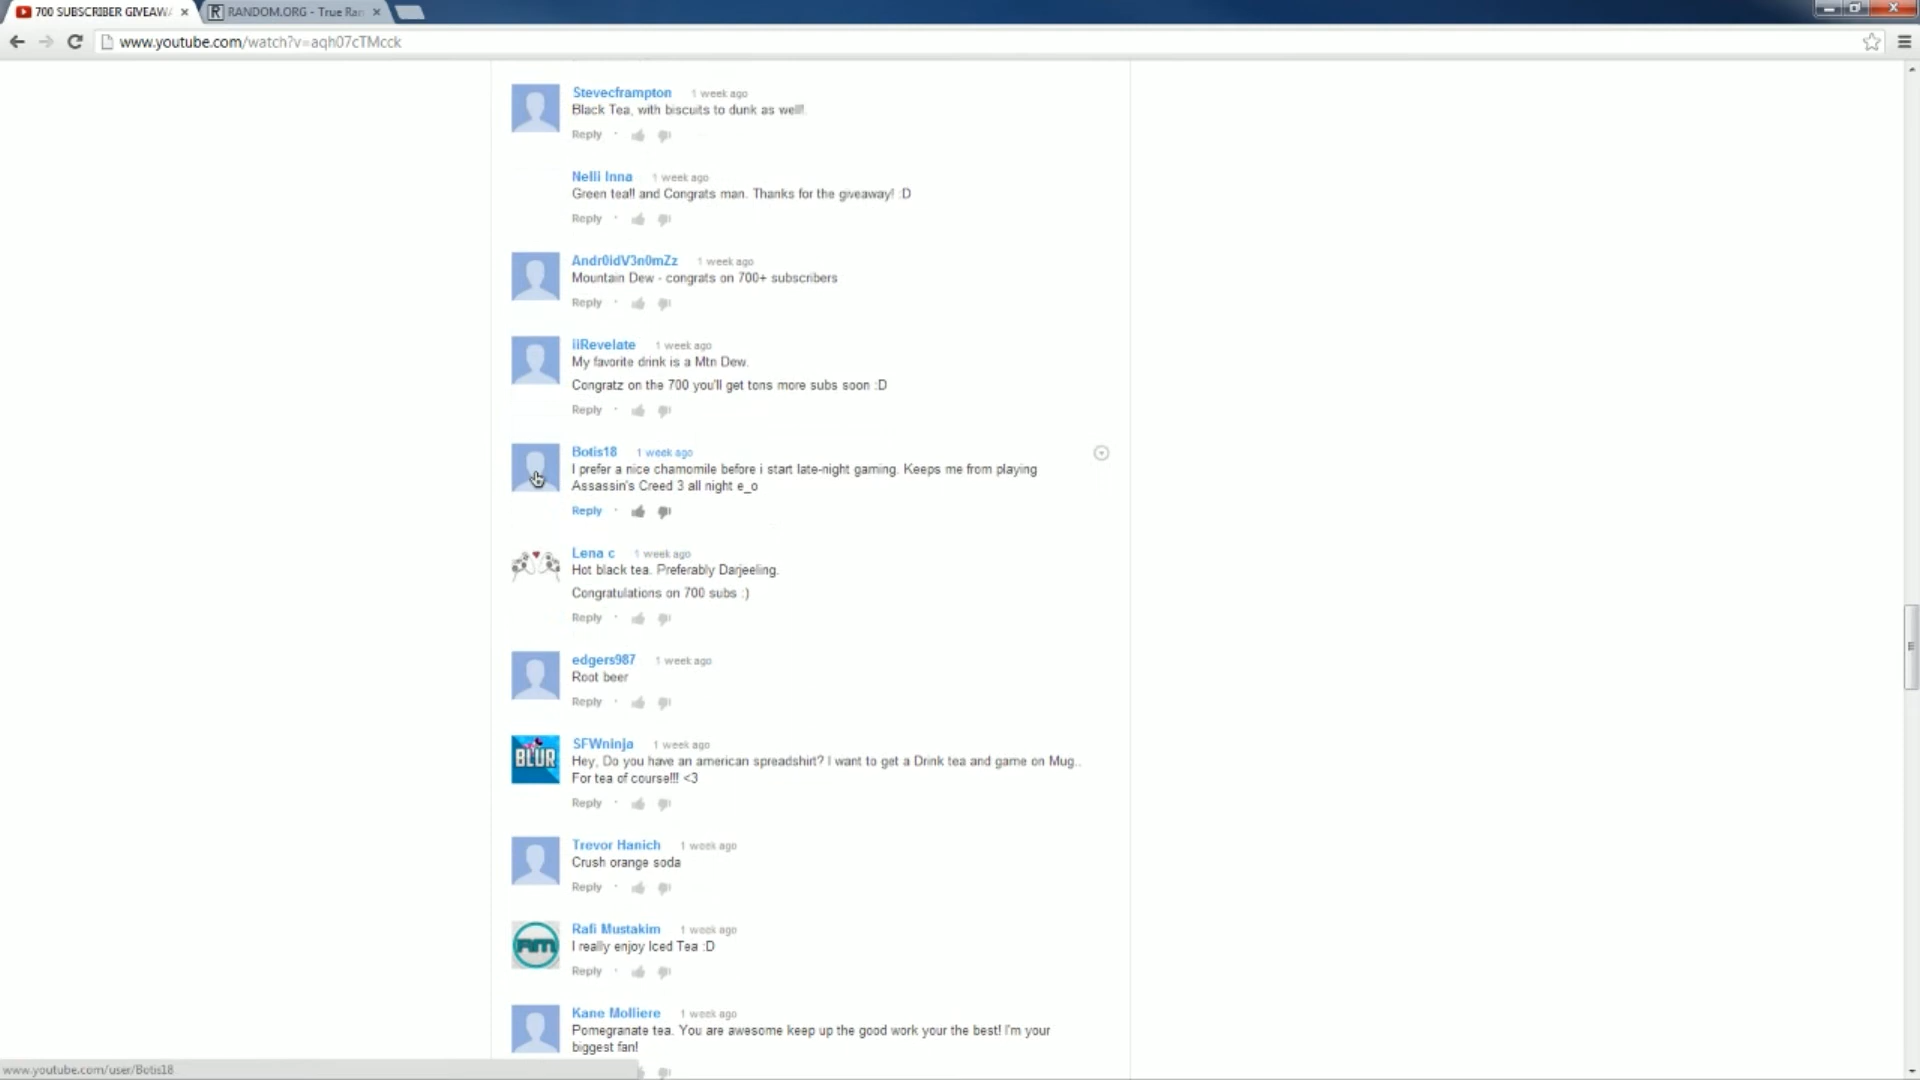 700 SUBSCRIBER GIVEAWA
RANDOM.ORG - True Ran
www.youtube.com/watch?v=aqh07cTMcck
Stevecframpton 1 week ago
Black Tea, with biscuits to dunk as well!
Reply
Nelii Inna 1 week ago
Green tea!! and Congrats man. Thanks for the giveaway! :D
Reply
Andr0idV3n0mZz 1 week ago
Mountain Dew - congrats on 700+ subscribers
Reply
iiRevelate 1 week ago
My favorite drink is a Mtn Dew.
Congratz on the 700 you'll get tons more subs soon :D
Reply
Botis18 1 week ago
I prefer a nice chamomile before i start late-night gaming. Keeps me from playing
Assassin's Creed 3 all night e_o
Reply
Lena c 1 week ago
Hot black tea. Preferably Darjeeling.
Congratulations on 700 subs :)
Reply
edgers987 1 week ago
Root beer
Reply
BLUR
SFWninja 1 week ago
Hey, Do you have an american spreadshirt? I want to get a Drink tea and game on Mug..
For tea of course!!! <3
Reply
Trevor Hanich 1 week ago
Crush orange soda
Reply
Rafi Mustakim 1 week ago
I really enjoy Iced Tea :D
Reply
Kane Molliere 1 week ago
Pomegranate tea. You are awesome keep up the good work your the best! I'm your
biggest fan!
www.youtube.com/user/Botis18